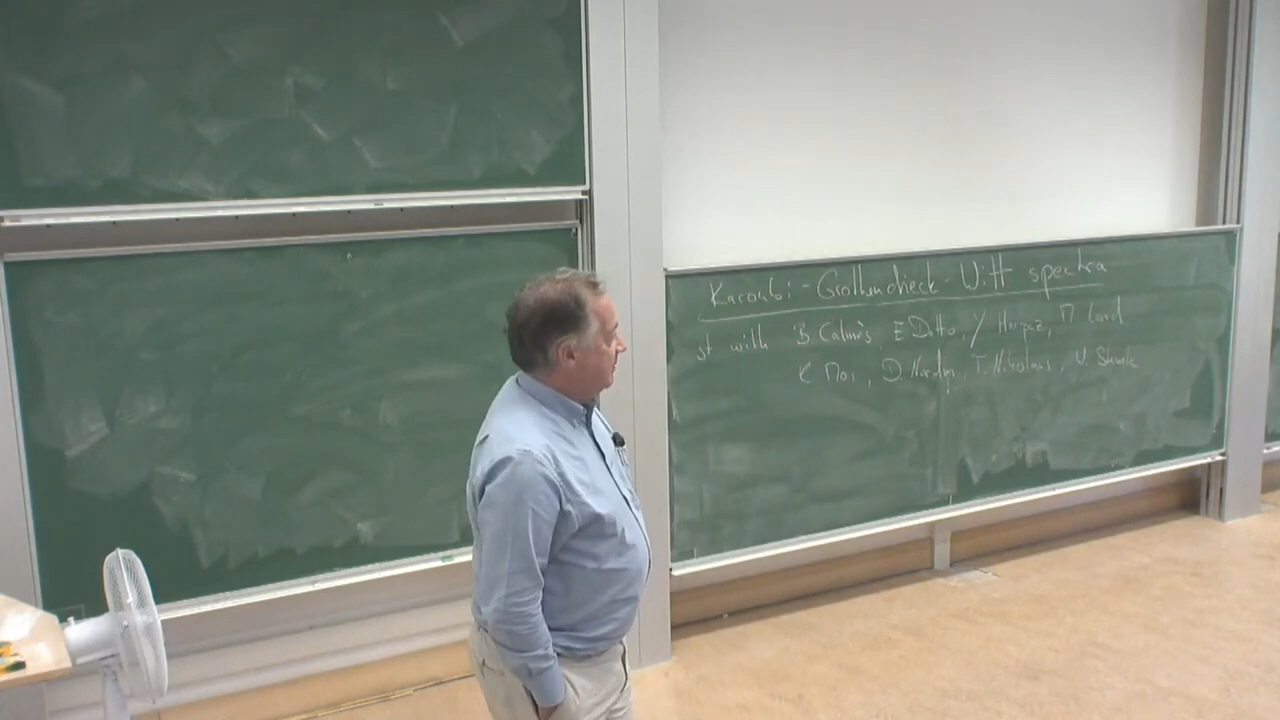 Karoubi-Grothendieck-Witt spectra
jt with B Calmès, E Dotto, Y Harpaz, M Land,
K Moi, D. Nardin, T. Nikolaus, W. Steimle